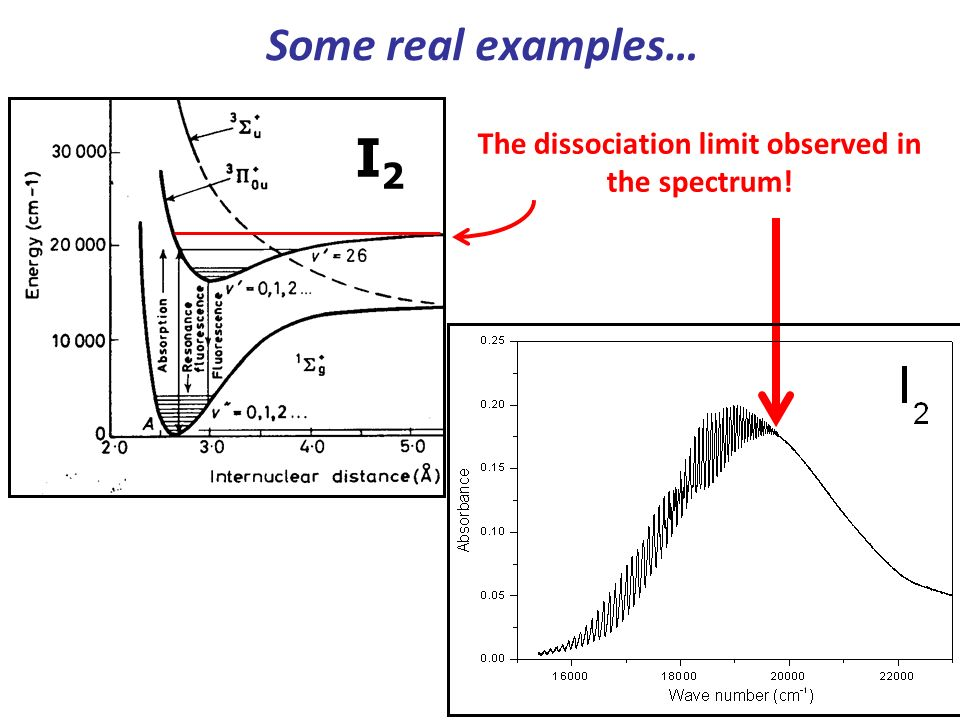 Some real examples…
The dissociation limit observed in
the spectrum!
I2
³Σu⁺
³Π⁺0u
30 000
20 000
10 000
0
Energy (cm-1)
v' = 26
v' = 0,1,2...
Absorption
Resonance
fluorescence
Fluorescence
¹Σg⁺
A
v" = 0,1,2...
2·0 3·0 4·0 5·0
Internuclear distance (Å)
I2
0.25
0.20
0.15
0.10
0.05
0.00
Absorbance
16000 18000 20000 22000
Wave number (cm⁻¹)